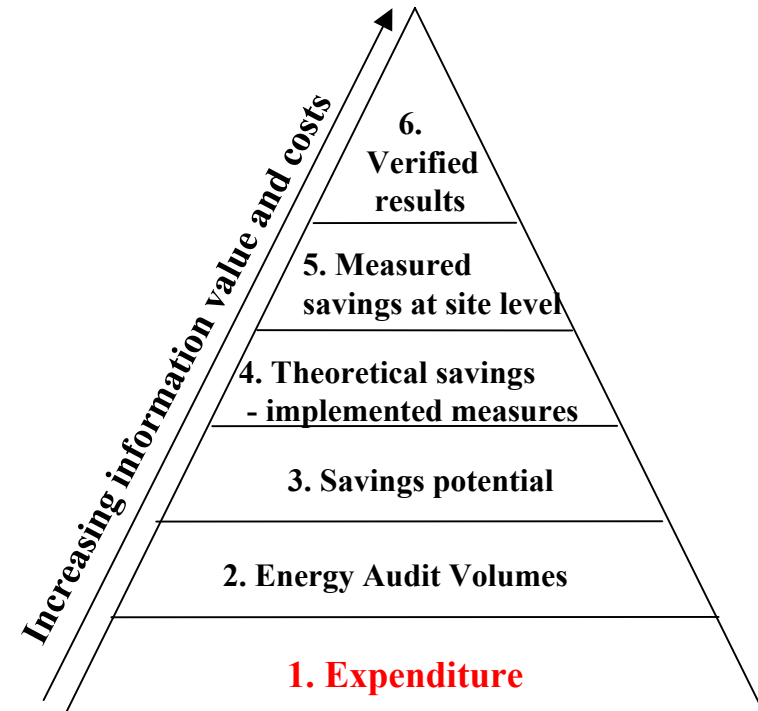 Increasing information value and costs
6.
Verified
results
5. Measured
savings at site level
4. Theoretical savings
- implemented measures
3. Savings potential
2. Energy Audit Volumes
1. Expenditure